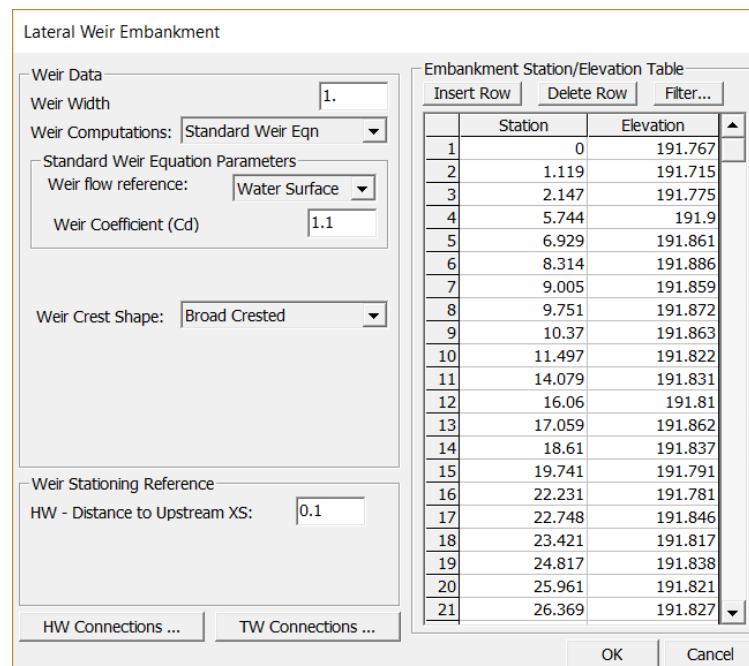 Lateral Weir Embankment
Weir Data
Weir Width 1.
Weir Computations: Standard Weir Eqn
Standard Weir Equation Parameters
Weir flow reference: Water Surface
Weir Coefficient (Cd) 1.1
Weir Crest Shape: Broad Crested
Weir Stationing Reference
HW - Distance to Upstream XS: 0.1
HW Connections ... TW Connections ...
Embankment Station/Elevation Table
Insert Row Delete Row Filter...
Station Elevation
1 0 191.767
2 1.119 191.715
3 2.147 191.775
4 5.744 191.9
5 6.929 191.861
6 8.314 191.886
7 9.005 191.859
8 9.751 191.872
9 10.37 191.863
10 11.497 191.822
11 14.079 191.831
12 16.06 191.81
13 17.059 191.862
14 18.61 191.837
15 19.741 191.791
16 22.231 191.781
17 22.748 191.846
18 23.421 191.817
19 24.817 191.838
20 25.961 191.821
21 26.369 191.827
OK Cancel